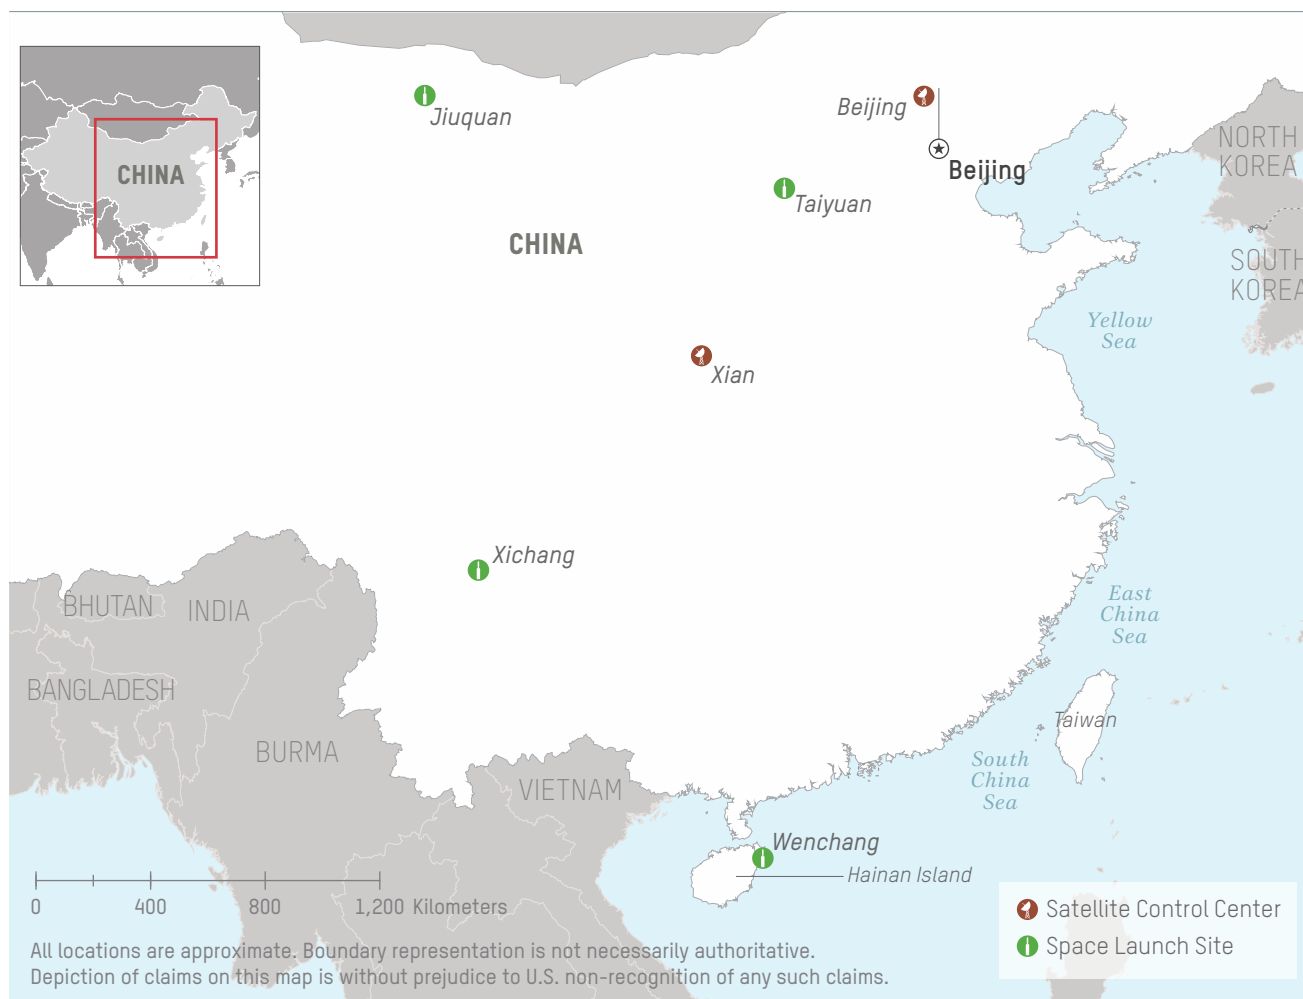 CHINA
Jiuquan
Beijing
Beijing
Taiyuan
CHINA
NORTH
KOREA
SOUTH
KOREA
Yellow
Sea
Xian
Xichang
BHUTAN
INDIA
BANGLADESH
BURMA
VIETNAM
East
China
Sea
Taiwan
South
China
Sea
Wenchang
Hainan Island
0 400 800 1,200 Kilometers
Satellite Control Center
Space Launch Site
All locations are approximate. Boundary representation is not necessarily authoritative.
Depiction of claims on this map is without prejudice to U.S. non-recognition of any such claims.